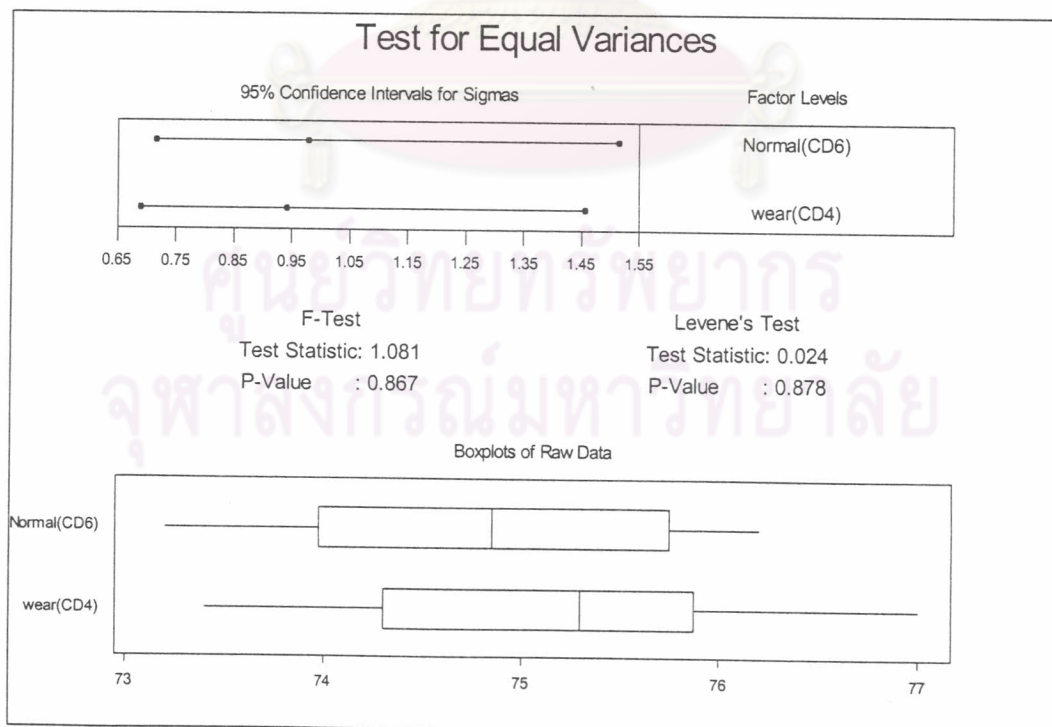 Test for Equal Variances
95% Confidence Intervals for Sigmas
Factor Levels
Normal(CD6)
wear(CD4)
0.65 0.75 0.85 0.95 1.05 1.15 1.25 1.35 1.45 1.55
ศูนย์วิทยทรัพยากร
F-Test
Test Statistic: 1.081
P-Value : 0.867
Levene's Test
Test Statistic: 0.024
P-Value : 0.878
จุฬาลงกรณ์มหาวิทยาลัย
Boxplots of Raw Data
Normal(CD6)
wear(CD4)
73 74 75 76 77